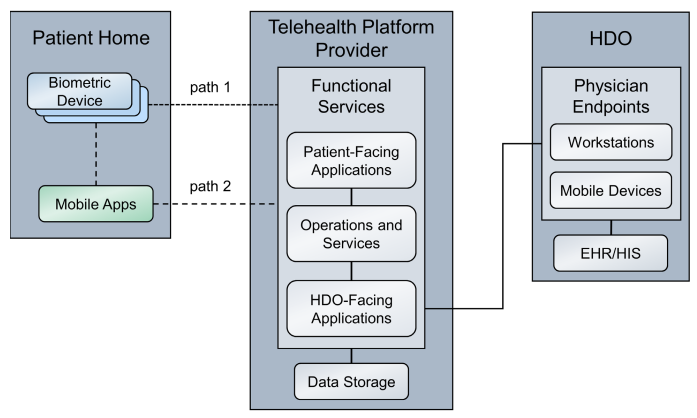 Patient Home
Biometric
Device
Mobile Apps
path 1
path 2
Telehealth Platform
Provider
Functional
Services
Patient-Facing
Applications
Operations and
Services
HDO-Facing
Applications
Data Storage
HDO
Physician
Endpoints
Workstations
Mobile Devices
EHR/HIS